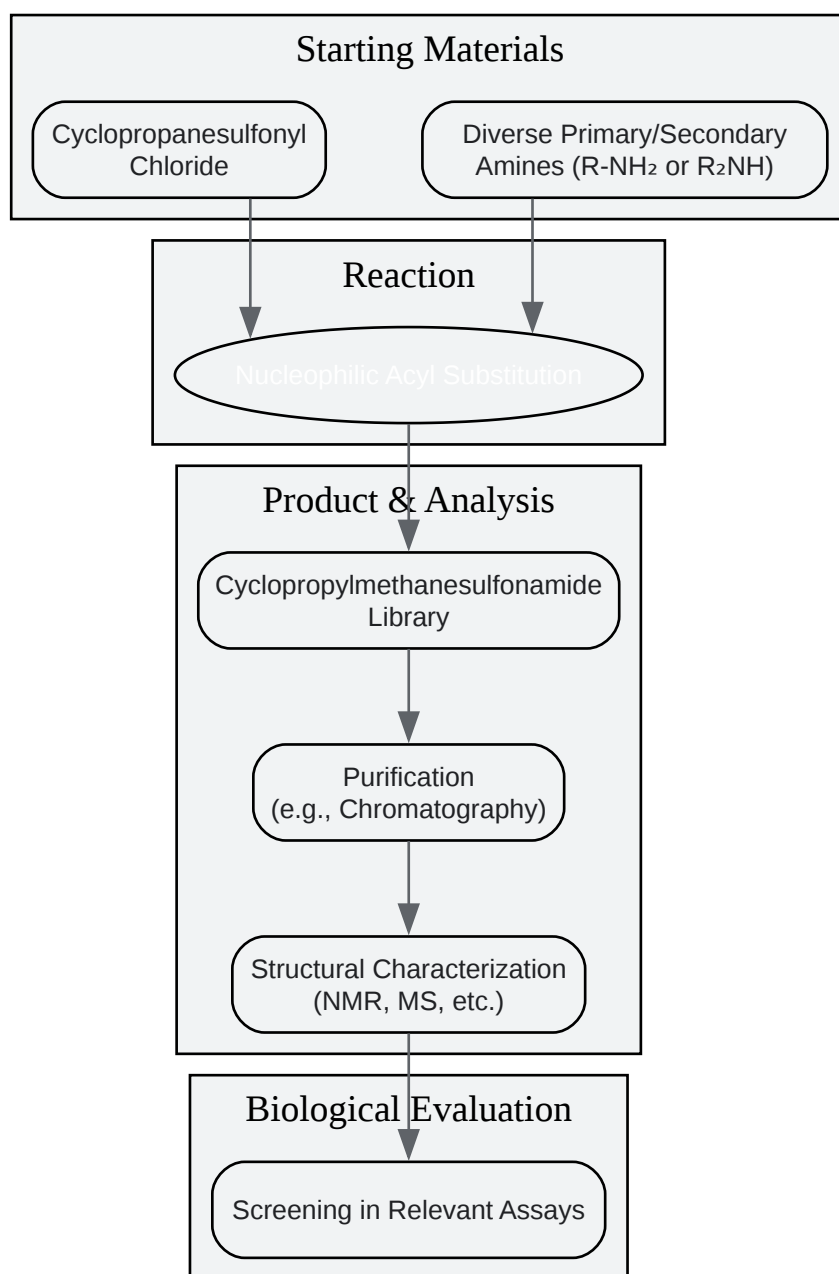 Starting Materials
Cyclopropanesulfonyl
Chloride
Diverse Primary/Secondary
Amines (R-NH₂ or R₂NH)
Reaction
Nucleophilic Acyl Substitution
Product & Analysis
Cyclopropylmethanesulfonamide
Library
Purification
(e.g., Chromatography)
Structural Characterization
(NMR, MS, etc.)
Biological Evaluation
Screening in Relevant Assays